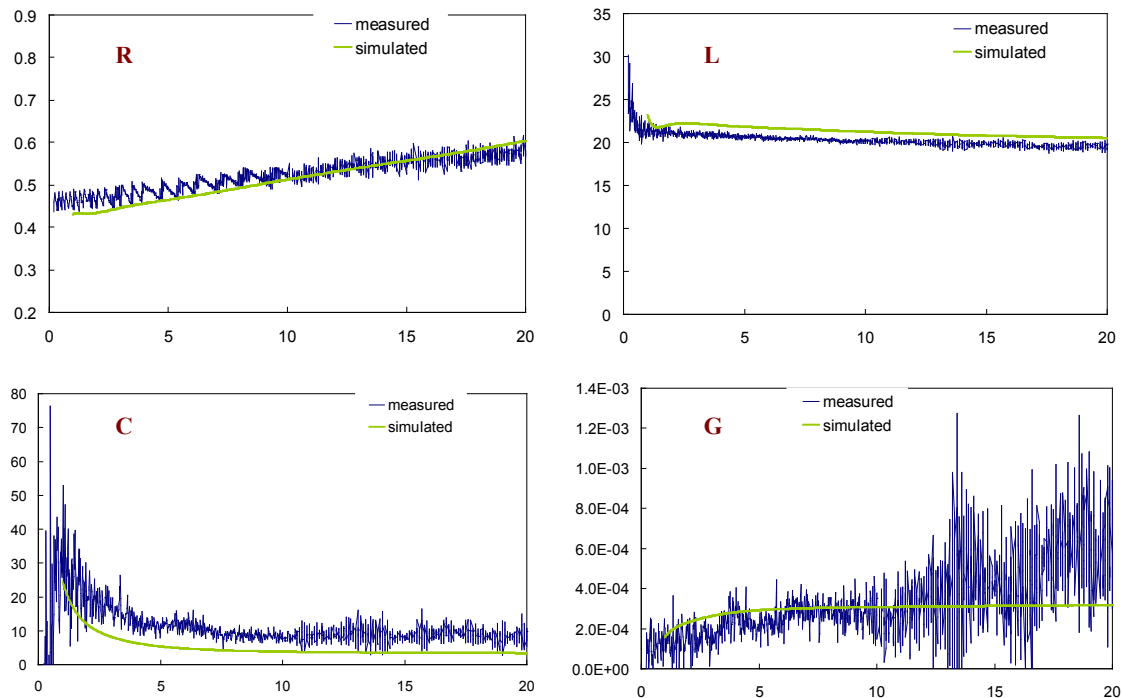 0.9
0.8
0.7
0.6
0.5
0.4
0.3
0.2
0 5 10 15 20
R
measured
simulated
35
30
25
20
15
10
5
0
0 5 10 15 20
L
measured
simulated
80
70
60
50
40
30
20
10
0
0 5 10 15 20
C
measured
simulated
1.4E-03
1.2E-03
1.0E-03
8.0E-04
6.0E-04
4.0E-04
2.0E-04
0.0E+00
0 5 10 15 20
G
measured
simulated